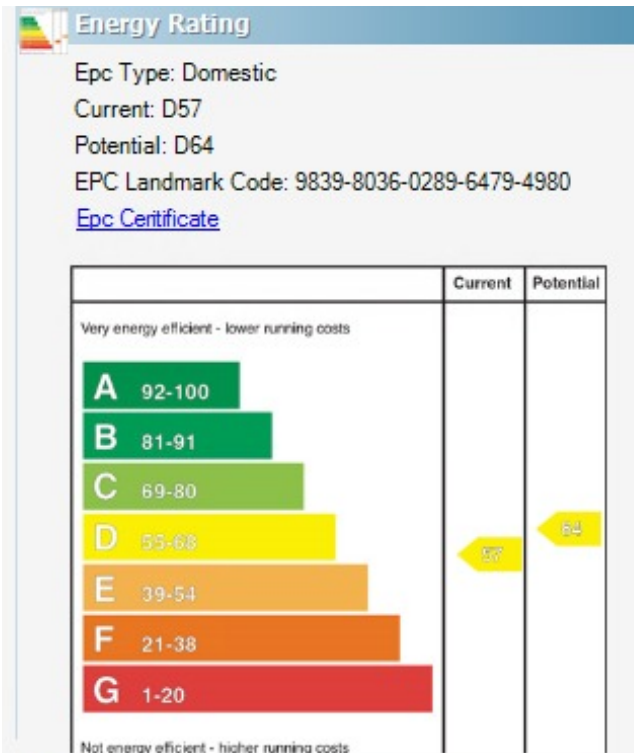 Energy Rating
Epc Type: Domestic
Current: D57
Potential: D64
EPC Landmark Code: 9839-8036-0289-6479-4980
Epc Ceritificate
Current Potential
Very energy efficient - lower running costs
A 92-100
B 81-91
C 69-80
D 55-68
64
57
E 39-54
F 21-38
G 1-20
Not energy efficient - higher running costs